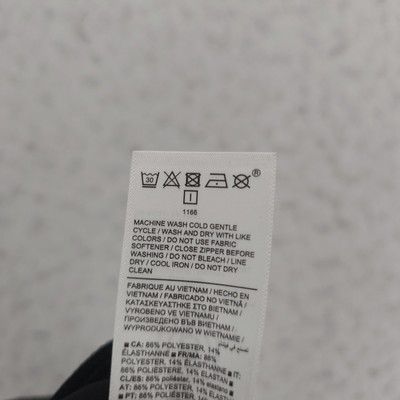 30
®
1166
MACHINE WASH COLD GENTLE
CYCLE / WASH AND DRY WITH LIKE
COLORS / DO NOT USE FABRIC
SOFTENER / CLOSE ZIPPER BEFORE
WASHING / DO NOT BLEACH / LINE
DRY / COOL IRON / DO NOT DRY
CLEAN
FABRIQUE AU VIETNAM / HECHO EN
VIETNAM / FABRICADO NO VIETNÃ
ΚΑΤΑΣΚΕΥΑΣΤΗΚΕ ΣΤΟ ΒΙΕΤΝΑΜ /
VYROBENO VE VIETNAMU /
ПРОИЗВЕДЕНО ВЪВ ВИЕТНАМ /
WYPRODUKOWANO W WIETNAMIE /
CA: 86% POLYESTER, 14%
ÉLASTHANNE FR/MA: 86%
POLYESTER, 14% ÉLASTHANNE IT:
86% POLIESTERE, 14% ELASTAN
CL/ES: 86% poliéster, 14% elastano
AT: 86% POLYESTER, 14%
PT: 86%